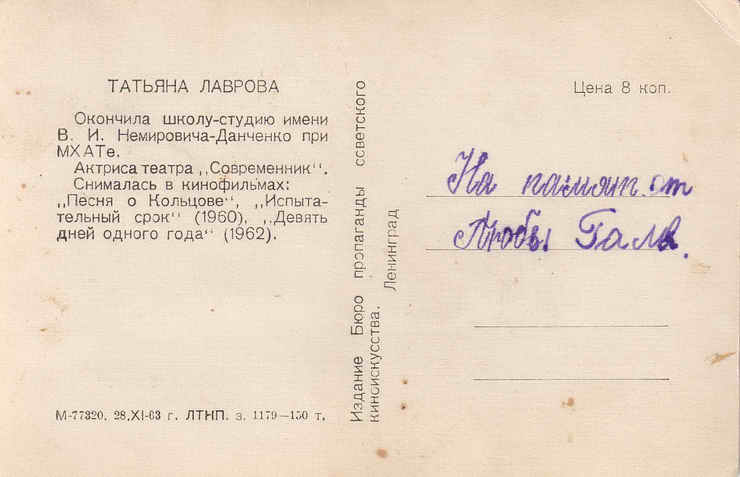 ТАТЬЯНА ЛАВРОВА
Окончила школу-студию имени
В. И. Немировича-Данченко при
МХАТе.
Актриса театра ,,Современник“.
Снималась в кинофильмах:
,,Песня о Кольцове“, ,,Испыта-
тельный срок“ (1960), ,,Девять
дней одного года“ (1962).
М-77320. 28.XI-63 г. ЛТНП. з. 1179—150 т.
Издание Бюро пропаганды советского
киноискусства. Ленинград
Цена 8 коп.
На памят. от
Любы Гале.